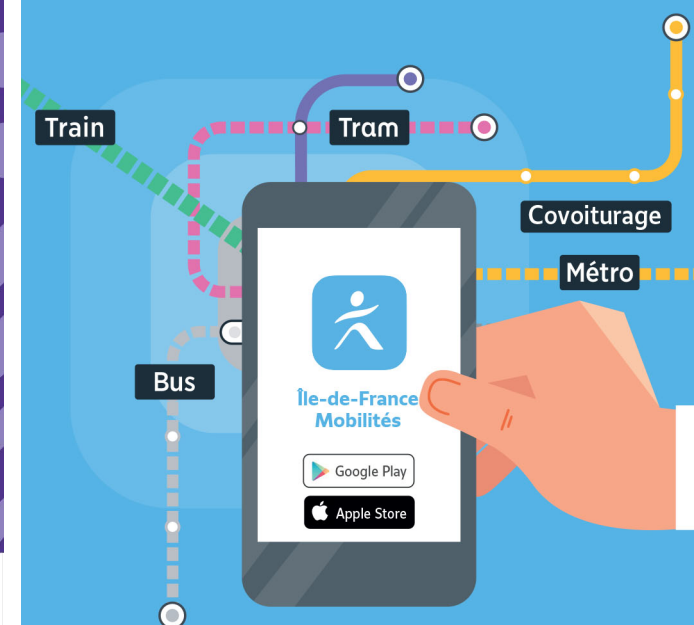 Train
Tram
Covoiturage
Métro
Bus
Île-de-France
Mobilités
Google Play
Apple Store